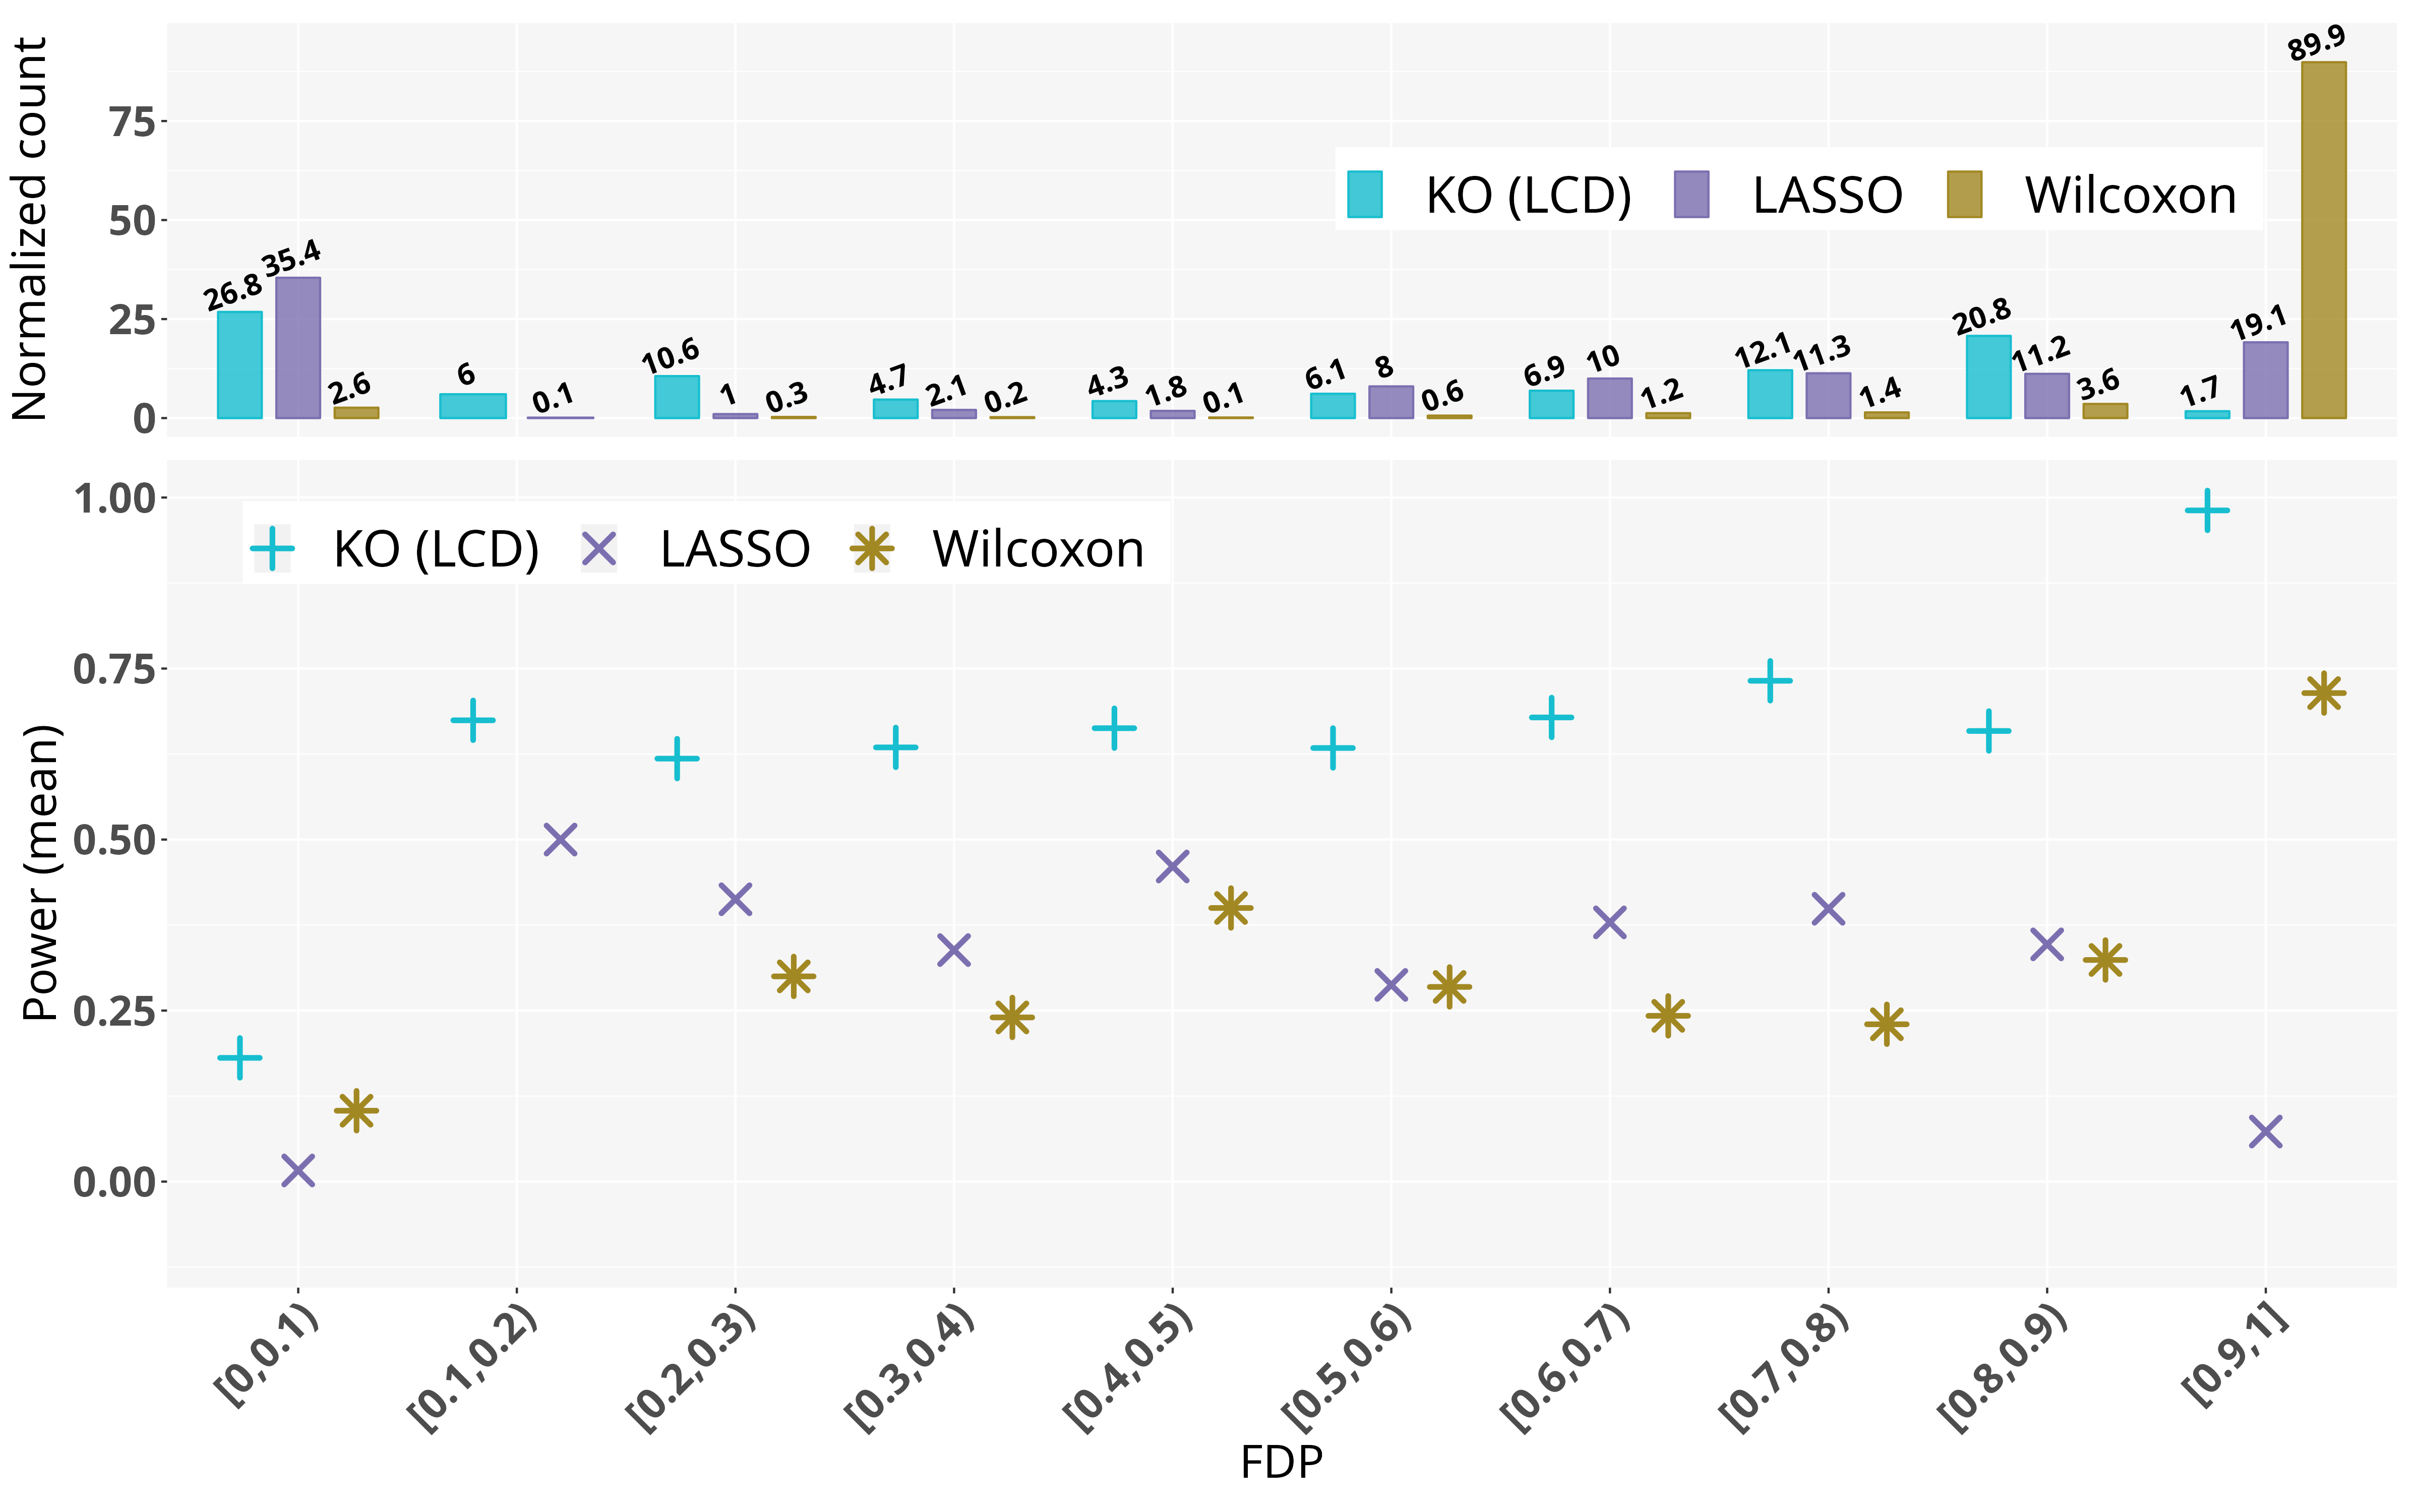 Normalized count
75
50
25
0
KO (LCD) LASSO Wilcoxon
26.8 35.4 2.6 6 0.1 10.6 1 0.3 4.7 2.1 0.2 4.3 1.8 0.1 6.1 8 0.6 6.9 10 1.2 12.1 11.3 1.4 20.8 11.2 3.6 1.7 19.1 89.9
Power (mean)
1.00
0.75
0.50
0.25
0.00
KO (LCD) LASSO Wilcoxon
[0,0.1) [0.1,0.2) [0.2,0.3) [0.3,0.4) [0.4,0.5) [0.5,0.6) [0.6,0.7) [0.7,0.8) [0.8,0.9) [0.9,1]
FDP